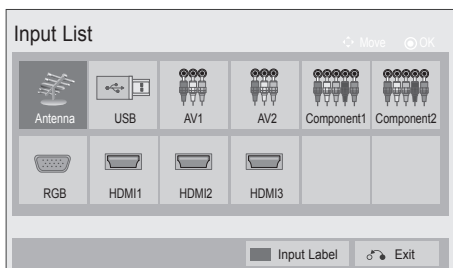 Input List
Move OK
Antenna USB AV1 AV2 Component1 Component2
RGB HDMI1 HDMI2 HDMI3
Input Label Exit